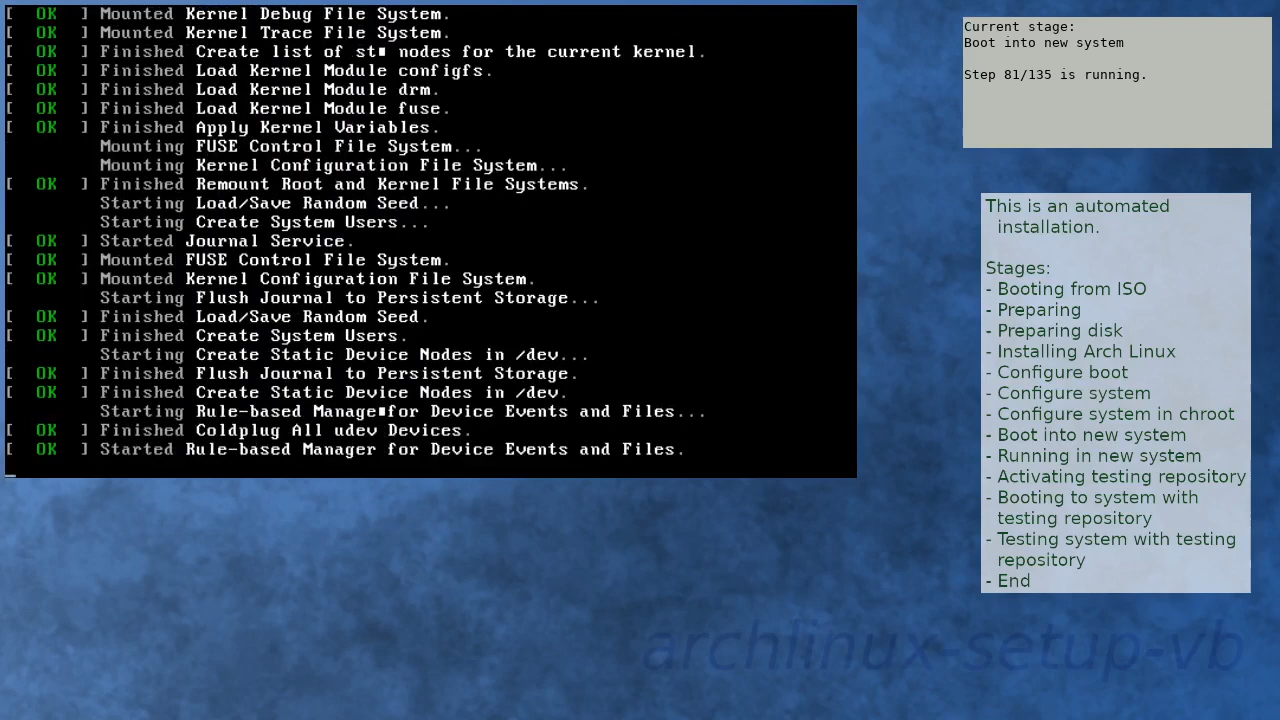 [  OK  ] Mounted Kernel Debug File System.
[  OK  ] Mounted Kernel Trace File System.
[  OK  ] Finished Create list of st nodes for the current kernel.
[  OK  ] Finished Load Kernel Module configfs.
[  OK  ] Finished Load Kernel Module drm.
[  OK  ] Finished Load Kernel Module fuse.
[  OK  ] Finished Apply Kernel Variables.
Mounting FUSE Control File System...
Mounting Kernel Configuration File System...
[  OK  ] Finished Remount Root and Kernel File Systems.
Starting Load/Save Random Seed...
Starting Create System Users...
[  OK  ] Started Journal Service.
[  OK  ] Mounted FUSE Control File System.
[  OK  ] Mounted Kernel Configuration File System.
Starting Flush Journal to Persistent Storage...
[  OK  ] Finished Load/Save Random Seed.
[  OK  ] Finished Create System Users.
Starting Create Static Device Nodes in /dev...
[  OK  ] Finished Flush Journal to Persistent Storage.
[  OK  ] Finished Create Static Device Nodes in /dev.
Starting Rule-based Manage for Device Events and Files...
[  OK  ] Finished Coldplug All udev Devices.
[  OK  ] Started Rule-based Manager for Device Events and Files.
Current stage:
Boot into new system
Step 81/135 is running.
This is an automated
installation.
Stages:
- Booting from ISO
- Preparing
- Preparing disk
- Installing Arch Linux
- Configure boot
- Configure system
- Configure system in chroot
- Boot into new system
- Running in new system
- Activating testing repository
- Booting to system with
testing repository
- Testing system with testing
repository
- End
archlinux-setup-vb